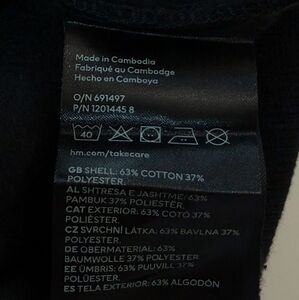 Made in Cambodia
Fabriqué au Cambodge
Hecho en Camboya
O/N 691497
P/N 1201445 8
40
hm.com/takecare
GB SHELL: 63% COTTON 37%
POLYESTER.
AL SHTRESA E JASHTME: 63%
PAMBUK 37% POLIESTËR.
CAT EXTERIOR: 63% COTÓ 37%
POLIÈSTER.
CZ SVRCHNÍ LÁTKA: 63% BAVLNA 37%
POLYESTER.
DE OBERMATERIAL: 63%
BAUMWOLLE 37% POLYESTER.
EE ÜMBRIS: 63% PUUVILL 37%
POLÜESTER.
ES TELA EXTERIOR: 63% ALGODÓN